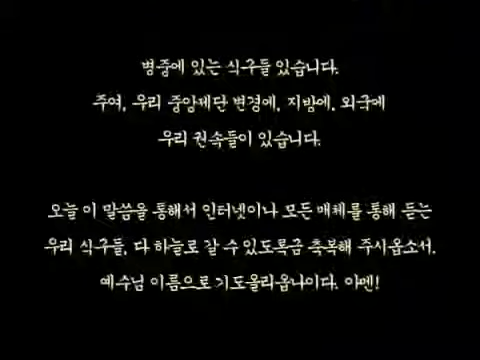 병중에 있는 식구들 있습니다.
주여, 우리 중앙제단 변경에, 지방에, 외국에
우리 권속들이 있습니다.
오늘 이 말씀을 통해서 인터넷이나 모든 매체를 통해 듣는
우리 식구들, 다 하늘로 갈 수 있도록금 축복해 주시옵소서.
예수님 이름으로 기도올리옵나이다. 아멘!